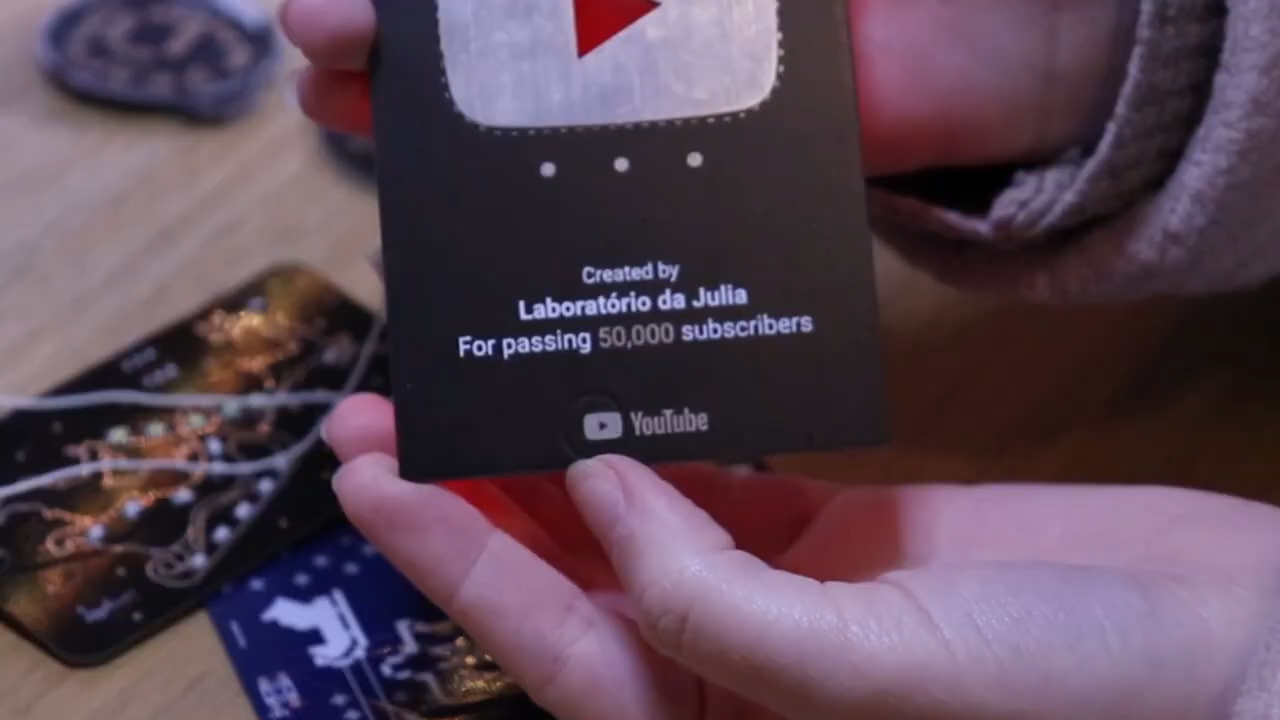 Created by
Laboratório da Julia
For passing 50,000 subscribers
YouTube